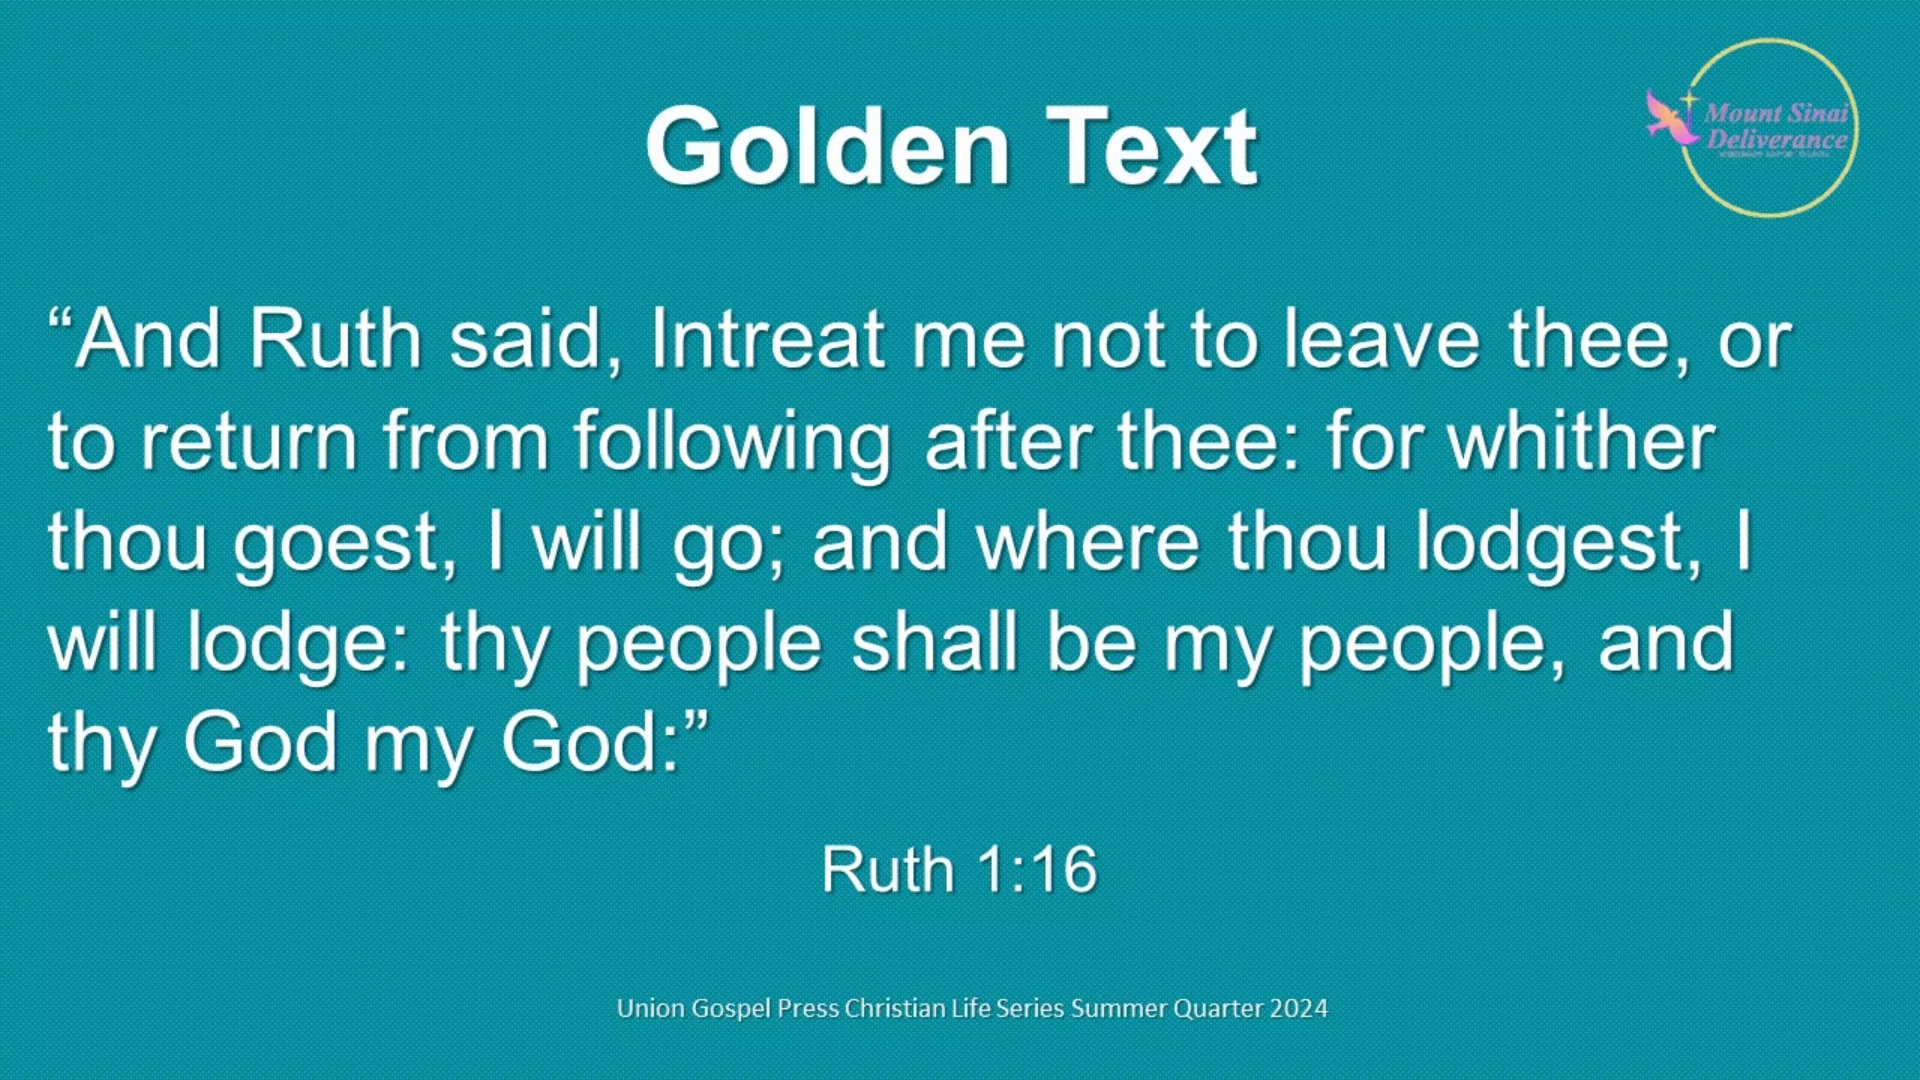 Golden Text
Mount Sinai
Deliverance
“And Ruth said, Intreat me not to leave thee, or
to return from following after thee: for whither
thou goest, I will go; and where thou lodgest, I
will lodge: thy people shall be my people, and
thy God my God:”
Ruth 1:16
Union Gospel Press Christian Life Series Summer Quarter 2024